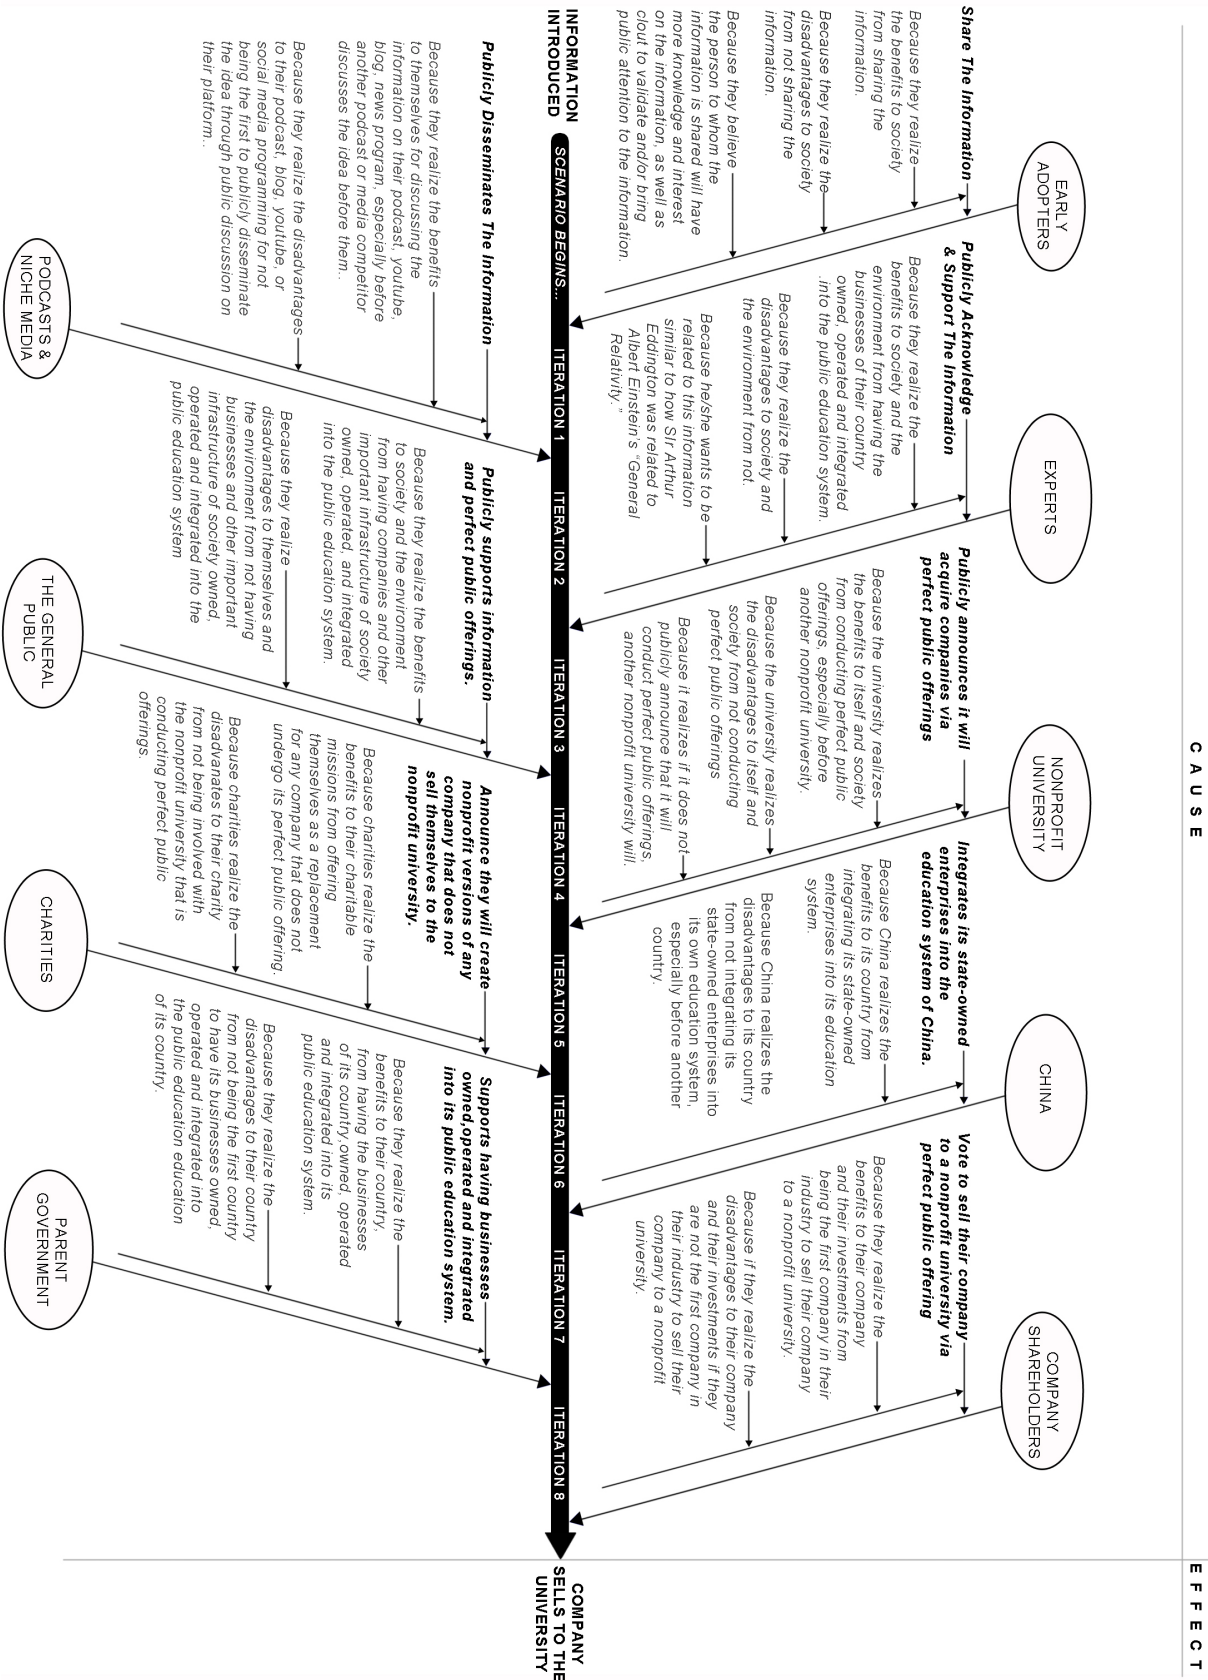 CAUSE
EFFECT
EARLY
ADOPTERS
Share The Information
Because they realize
the benefits to society
from sharing the
information.
Because they realize the
disadvantages to society
from not sharing the
information.
Because they believe
the person to whom the
information is shared will have
more knowledge and interest
on the information, as well as
clout to validate and/or bring
public attention to the information.
EXPERTS
Publicly Acknowledge
& Support The Information
Because they realize the
benefits to society and the
environment from having the
businesses of their country
owned, operated and integrated
.into the public education system.
Because they realize the
disadvantages to society and
the environment from not.
Because he/she wants to be
related to this information
similar to how SIr Arthur
Eddington was related to
Albert Einstein's “General
Relativity.”
NONPROFIT
UNIVERSITY
Publicly announces it will
acquire companies via
perfect public offerings
Because the university realizes
the benefits to itself and society
from conducting perfect public
offerings, especially before
another nonprofit university.
Because the university realizes
the disadvantages to itself and
society from not conducting
perfect public offerings
Because it realizes if it does not
publicly announce that it will
conduct perfect public offerings,
another nonprofit university will.
CHINA
Integrates its state-owned
enterprises into the
education system of China.
Because China realizes the
benefits to its country from
integrating its state-owned
enterprises into its education
system.
Because China realizes the
disadvantages to its country
from not integrating its
state-owned enterprises into
its own education system,
especially before another
country.
COMPANY
SHAREHOLDERS
Vote to sell their company
to a nonprofit university via
perfect public offering
Because they realize the
benefits to their company
and their investments from
being the first company in their
industry to sell their company
to a nonprofit university.
Because if they realize the
disadvantages to their company
and their investments if they
are not the first company in
their industry to sell their
company to a nonprofit
university.
INFORMATION
INTRODUCED
SCENARIO BEGINS...
ITERATION 1
ITERATION 2
ITERATION 3
ITERATION 4
ITERATION 5
ITERATION 6
ITERATION 7
ITERATION 8
COMPANY
SELLS TO THE
UNIVERSITY
Publicly Disseminates The Information
Because they realize the benefits
to themselves for discussing the
information on their podcast, youtube,
blog, news program, especially before
another podcast or media competitor
discusses the idea before them..
Because they realize the disadvantages
to their podcast, blog, youtube, or
social media programming for not
being the first to publicly disseminate
the idea through public discussion on
their platform..
PODCASTS &
NICHE MEDIA
Publicly supports information
and perfect public offerings.
Because they realize the benefits
to society and the environment
from having companies and other
important infrastructure of society
owned, operated, and integrated
into the public education system.
Because they realize
disadvantages to themselves and
the environment from not having
businesses and other important
infrastructure of society owned,
operated and integrated into the
public education system
THE GENERAL
PUBLIC
Announce they will create
nonprofit versions of any
company that does not
sell themselves to the
nonprofit university.
Because charities realize the
benefits to their charitable
missions from offering
themselves as a replacement
for any company that does not
undergo its perfect public offering.
Because charities realize the
disadvanates to their charity
from not being involved with
the nonprofit university that is
conducting perfect public
offerings.
CHARITIES
Supports having businesses
owned,operated and integtrated
into its public education system.
Because they realize the
benefits to their country,
from having the businesses
of its country owned, operated
and integrated into its
public education system.
Because they realize the
disadvantages to their country
from not being the first country
to have its businesses owned,
operated and integrated into
the public education education
of its country.
PARENT
GOVERNMENT